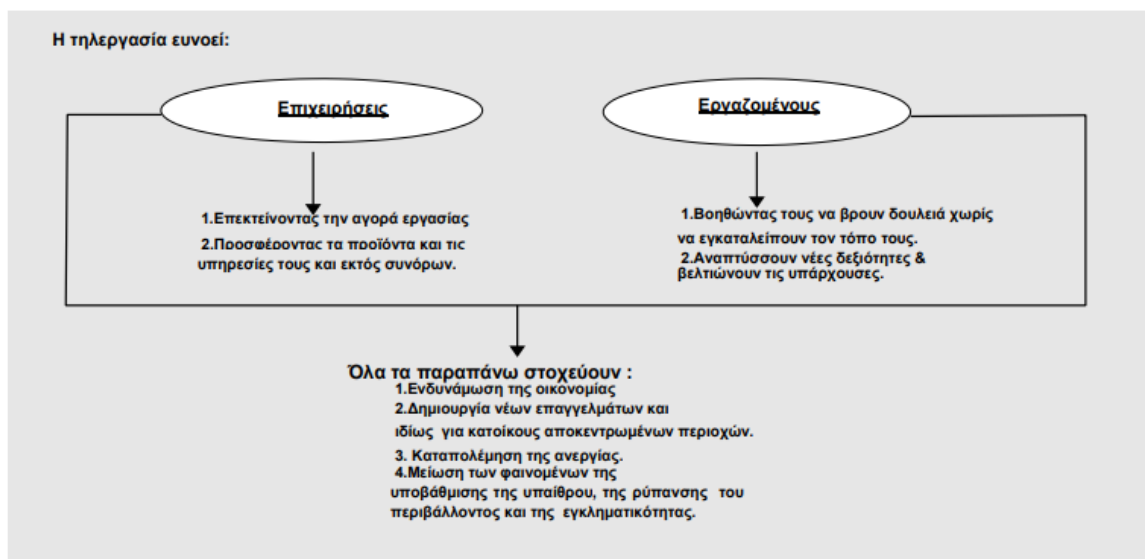 Η τηλεργασία ευνοεί:
Επιχειρήσεις
Εργαζομένους
1.Επεκτείνοντας την αγορά εργασίας
2.Προσφέροντας τα προϊόντα και τις
υπηρεσίες τους και εκτός συνόρων.
1.Βοηθώντας τους να βρουν δουλειά χωρίς
να εγκαταλείπουν τον τόπο τους.
2.Αναπτύσσουν νέες δεξιότητες &
βελτιώνουν τις υπάρχουσες.
Όλα τα παραπάνω στοχεύουν :
1.Ενδυνάμωση της οικονομίας
2.Δημιουργία νέων επαγγελμάτων και
ιδίως για κατοίκους αποκεντρωμένων περιοχών.
3. Καταπολέμηση της ανεργίας.
4.Μείωση των φαινομένων της
υποβάθμισης της υπαίθρου, της ρύπανσης του
περιβάλλοντος και της εγκληματικότητας.